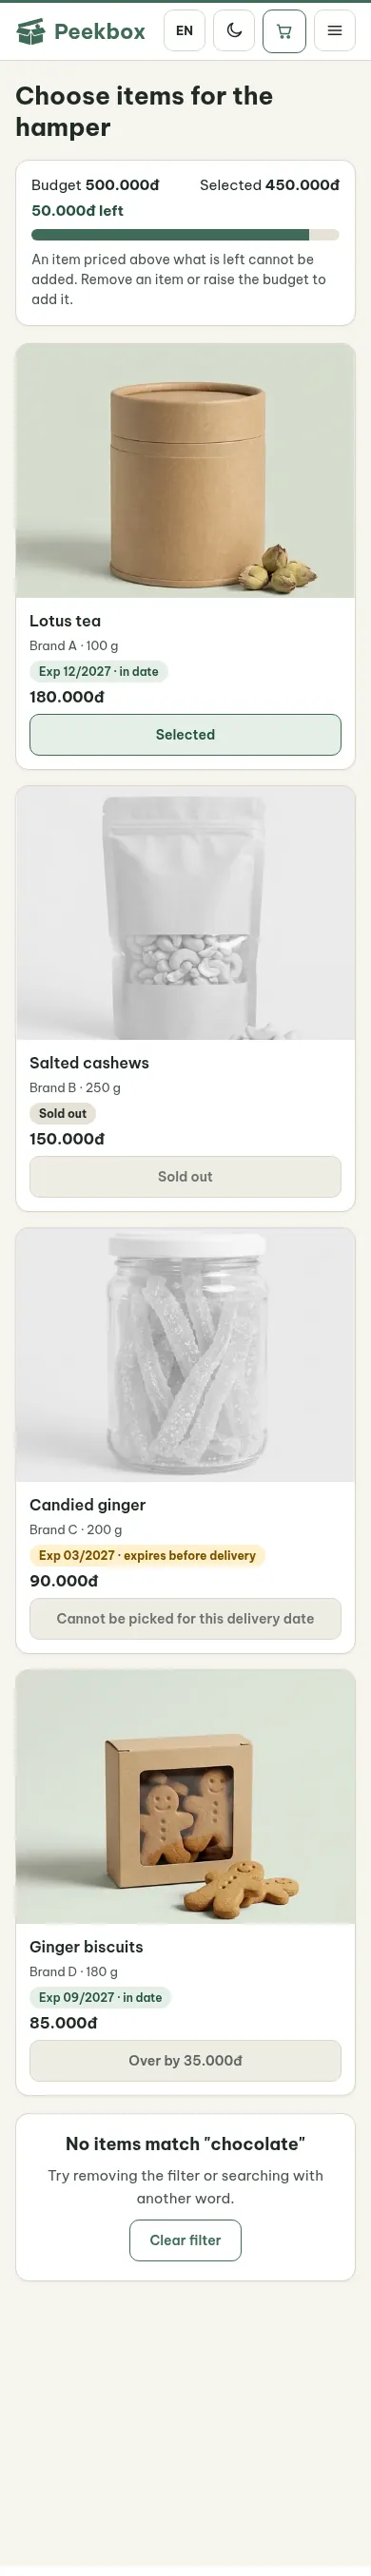 Peekbox
EN
Choose items for the
hamper
Budget 500.000đ
Selected 450.000đ
50.000đ left
An item priced above what is left cannot be
added. Remove an item or raise the budget to
add it.
Lotus tea
Brand A · 100 g
Exp 12/2027 · in date
180.000đ
Selected
Salted cashews
Brand B · 250 g
Sold out
150.000đ
Sold out
Candied ginger
Brand C · 200 g
Exp 03/2027 · expires before delivery
90.000đ
Cannot be picked for this delivery date
Ginger biscuits
Brand D · 180 g
Exp 09/2027 · in date
85.000đ
Over by 35.000đ
No items match "chocolate"
Try removing the filter or searching with
another word.
Clear filter